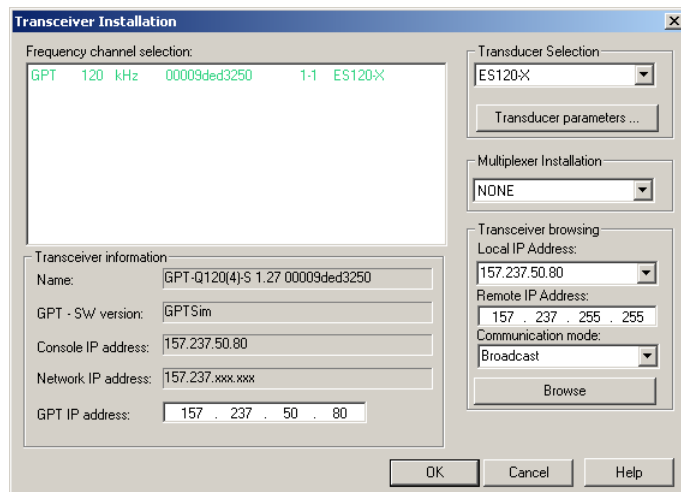 Transceiver Installation
Frequency channel selection:
GPT 120 kHz 00009ded3250 1-1 ES120-X
Transducer Selection
ES120-X
Transducer parameters ...
Multiplexer Installation
NONE
Transceiver information
Name: GPT-Q120(4)-S 1.27 00009ded3250
GPT - SW version: GPTSim
Console IP address: 157.237.50.80
Network IP address: 157.237.xxx.xxx
GPT IP address: 157 . 237 . 50 . 80
Transceiver browsing
Local IP Address:
157.237.50.80
Remote IP Address:
157 . 237 . 255 . 255
Communication mode:
Broadcast
Browse
OK Cancel Help